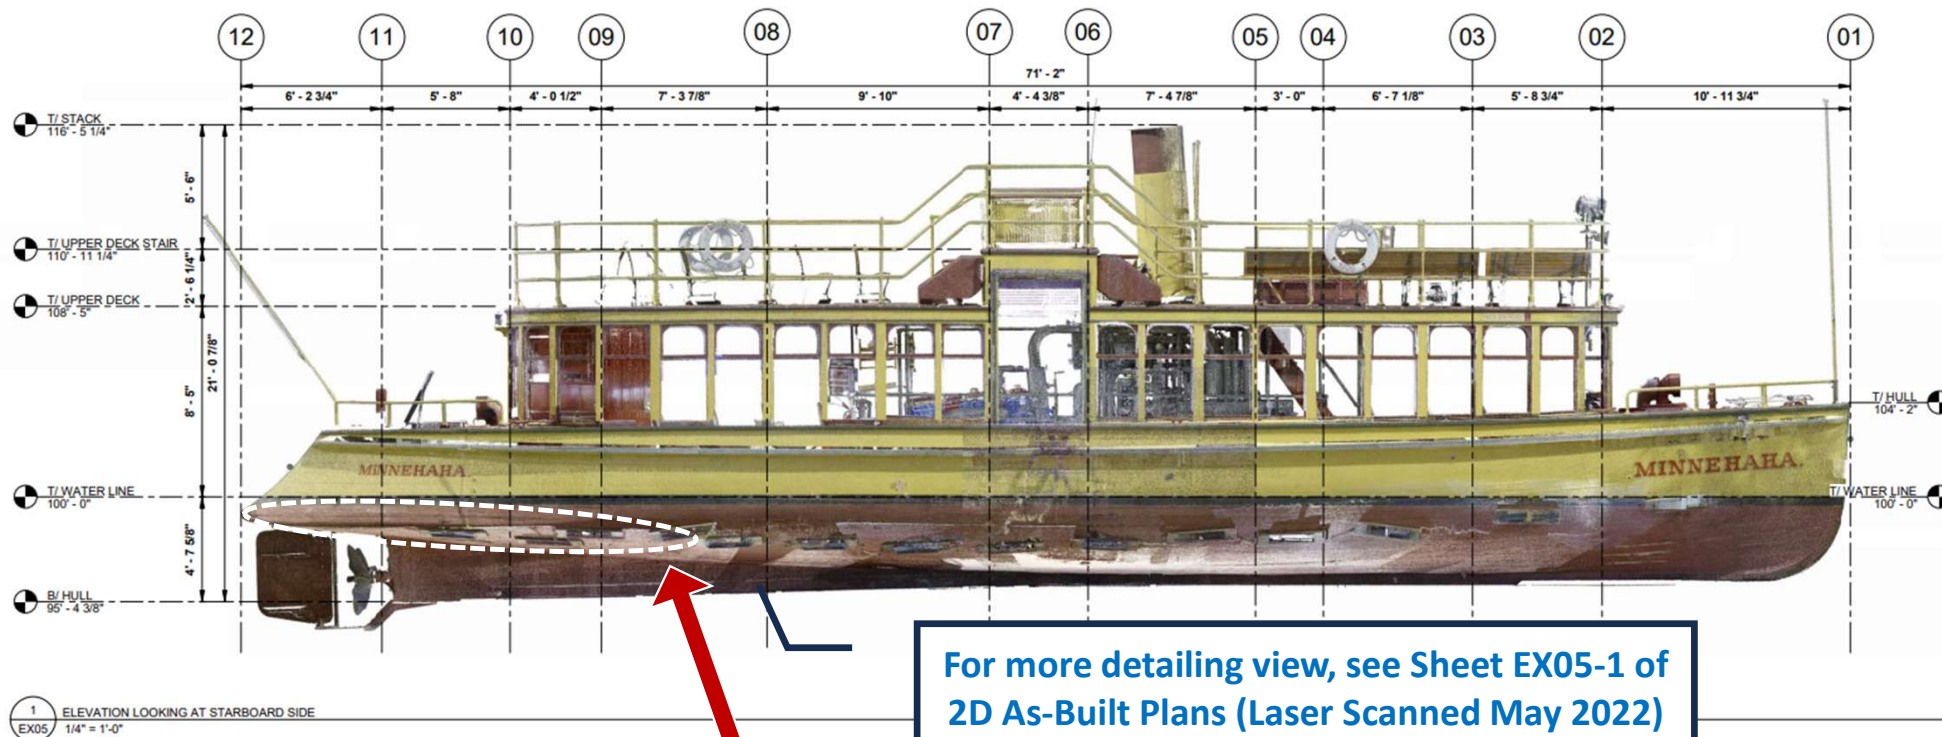 12 11 10 09 08 07 06 05 04 03 02 01
71' - 2"
6' - 2 3/4" 5' - 8" 4' - 0 1/2" 7' - 3 7/8" 9' - 10" 4' - 4 3/8" 7' - 4 7/8" 3' - 0" 6' - 7 1/8" 5' - 8 3/4" 10' - 11 3/4"
T/ STACK
116' - 5 1/4"
5' - 6"
T/ UPPER DECK STAIR
110' - 11 1/4"
2' - 6 1/4"
T/ UPPER DECK
108' - 5"
21' - 0 7/8"
8' - 5"
T/ HULL
104' - 2"
MINNEHAHA
MINNEHAHA.
T/ WATER LINE
100' - 0"
T/ WATER LINE
100' - 0"
4' - 7 5/8"
B/ HULL
95' - 4 3/8"
For more detailing view, see Sheet EX05-1 of
2D As-Built Plans (Laser Scanned May 2022)
1 ELEVATION LOOKING AT STARBOARD SIDE
EX05 1/4" = 1'-0"